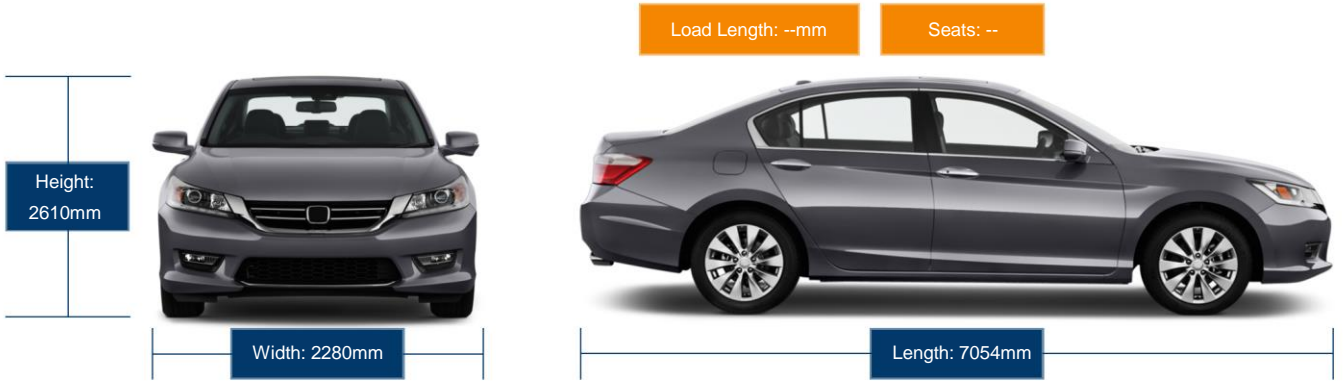 Load Length: --mm
Seats: --
Height:
2610mm
Width: 2280mm
Length: 7054mm